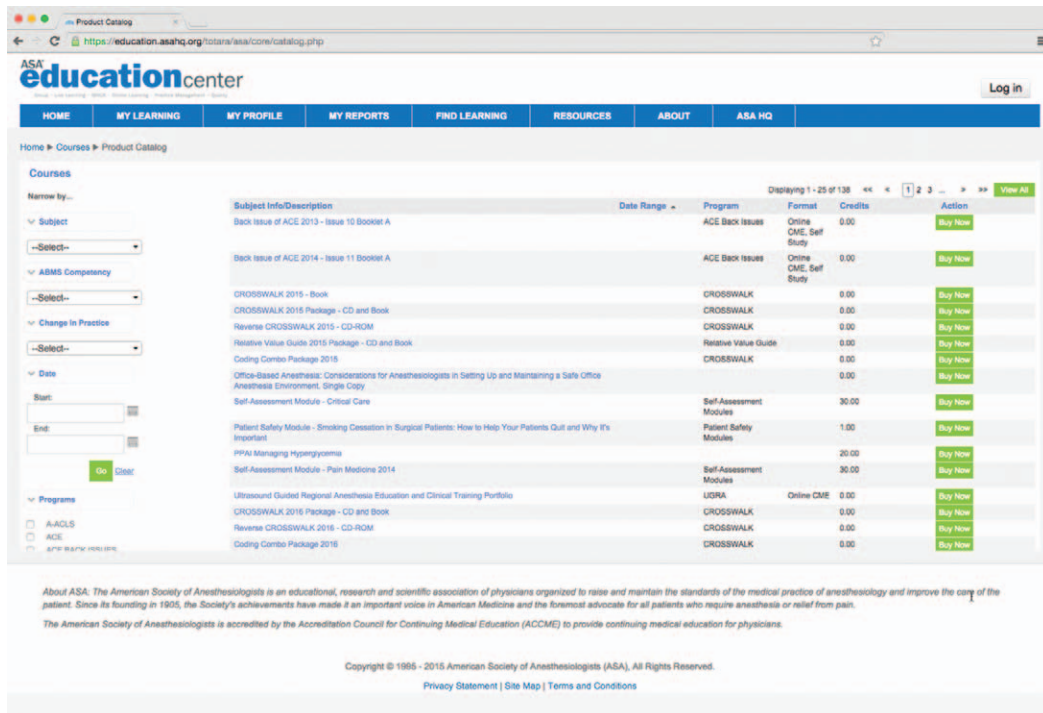 Product Catalog
https://education.asahq.org/totara/asa/core/catalog.php
ASA
educationcenter
Log in
HOME MY LEARNING MY PROFILE MY REPORTS FIND LEARNING RESOURCES ABOUT ASA HQ
Home ▶ Courses ▶ Product Catalog
Courses
Displaying 1 - 25 of 138 << < 1 2 3 ... > >> View All
Narrow by...
Subject
--Select--
ABMS Competency
--Select--
Change in Practice
--Select--
Date
Start:
End:
Go Clear
Programs
A-ACLS
ACE
ACE BACK ISSUES
Subject Info/Description Date Range Program Format Credits Action
Back Issue of ACE 2013 - Issue 10 Booklet A ACE Back Issues Online 0.00 Buy Now
CME, Self
Study
Back Issue of ACE 2014 - Issue 11 Booklet A ACE Back Issues Online 0.00 Buy Now
CME, Self
Study
CROSSWALK 2015 - Book CROSSWALK 0.00 Buy Now
CROSSWALK 2015 Package - CD and Book CROSSWALK 0.00 Buy Now
Reverse CROSSWALK 2015 - CD-ROM CROSSWALK 0.00 Buy Now
Relative Value Guide 2015 Package - CD and Book Relative Value Guide 0.00 Buy Now
Coding Combo Package 2015 CROSSWALK 0.00 Buy Now
Office-Based Anesthesia: Considerations for Anesthesiologists in Setting Up and Maintaining a Safe Office 0.00 Buy Now
Anesthesia Environment, Single Copy
Self-Assessment Module - Critical Care Self-Assessment 30.00 Buy Now
Modules
Patient Safety Module - Smoking Cessation in Surgical Patients: How to Help Your Patients Quit and Why It's Patient Safety 1.00 Buy Now
Important Modules
PPAI Managing Hyperglycemia 20.00 Buy Now
Self-Assessment Module - Pain Medicine 2014 Self-Assessment 30.00 Buy Now
Modules
Ultrasound Guided Regional Anesthesia Education and Clinical Training Portfolio UGRA Online CME 0.00 Buy Now
CROSSWALK 2016 Package - CD and Book CROSSWALK 0.00 Buy Now
Reverse CROSSWALK 2016 - CD-ROM CROSSWALK 0.00 Buy Now
Coding Combo Package 2016 CROSSWALK 0.00 Buy Now
About ASA: The American Society of Anesthesiologists is an educational, research and scientific association of physicians organized to raise and maintain the standards of the medical practice of anesthesiology and improve the care of the
patient. Since its founding in 1905, the Society's achievements have made it an important voice in American Medicine and the foremost advocate for all patients who require anesthesia or relief from pain.
The American Society of Anesthesiologists is accredited by the Accreditation Council for Continuing Medical Education (ACCME) to provide continuing medical education for physicians.
Copyright © 1995 - 2015 American Society of Anesthesiologists (ASA), All Rights Reserved.
Privacy Statement | Site Map | Terms and Conditions